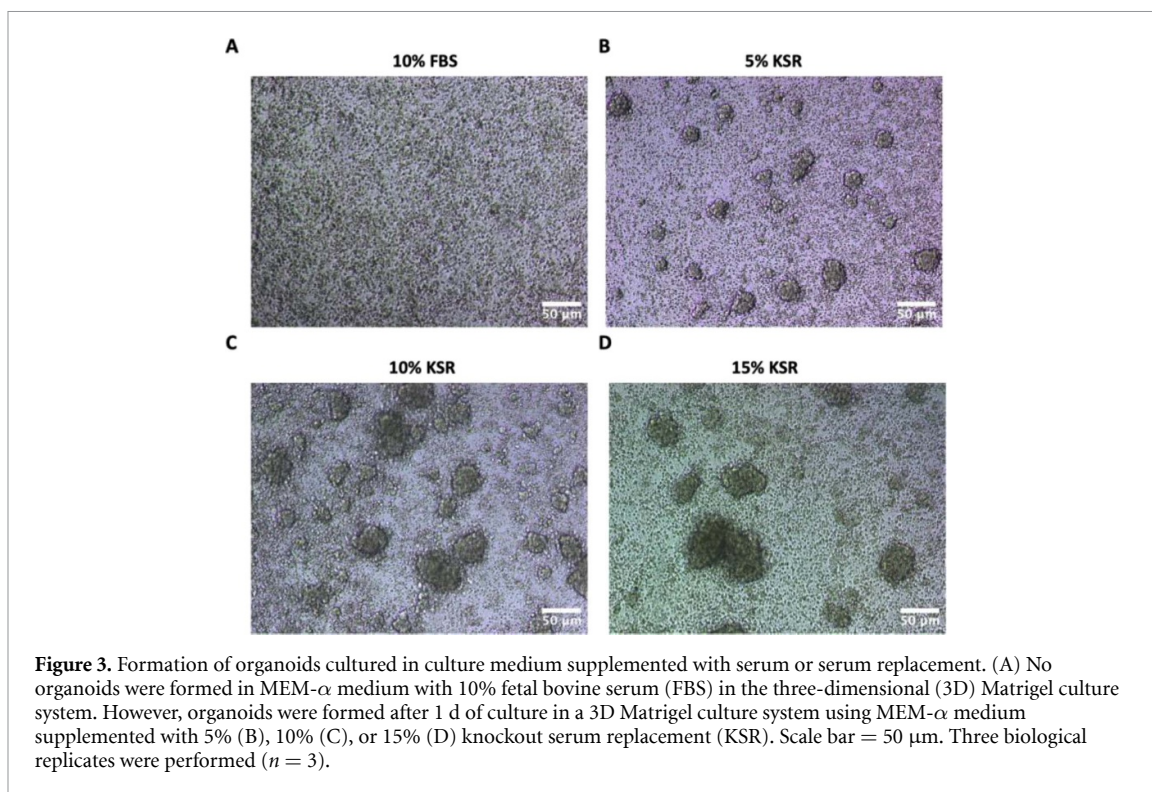 A
10% FBS
50 µm
B
5% KSR
50 µm
C
10% KSR
50 µm
D
15% KSR
50 µm
Figure 3. Formation of organoids cultured in culture medium supplemented with serum or serum replacement. (A) No
organoids were formed in MEM-α medium with 10% fetal bovine serum (FBS) in the three-dimensional (3D) Matrigel culture
system. However, organoids were formed after 1 d of culture in a 3D Matrigel culture system using MEM-α medium
supplemented with 5% (B), 10% (C), or 15% (D) knockout serum replacement (KSR). Scale bar = 50 µm. Three biological
replicates were performed (n = 3).